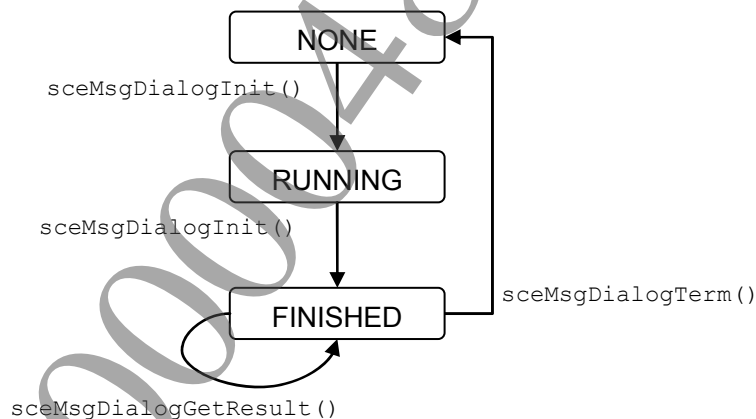 NONE
sceMsgDialogInit()
RUNNING
sceMsgDialogInit()
FINISHED
sceMsgDialogTerm()
sceMsgDialogGetResult()